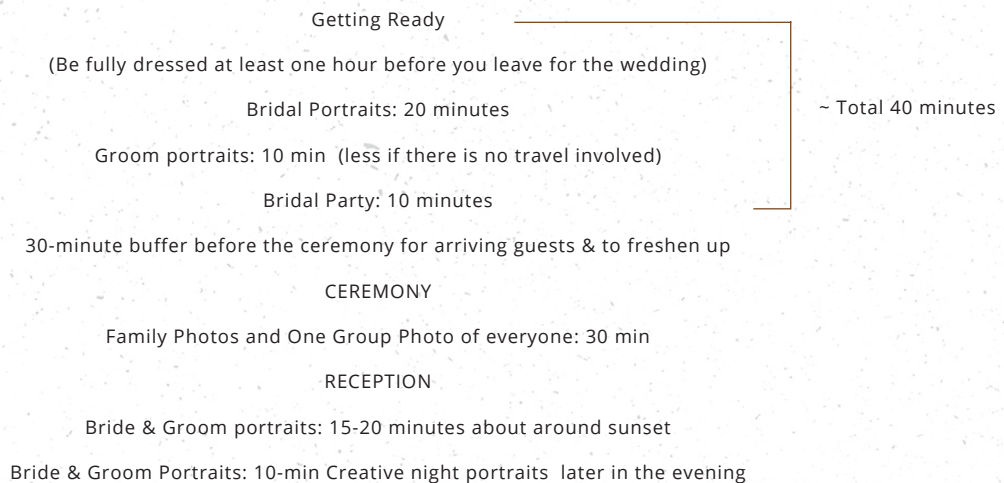 Getting Ready
(Be fully dressed at least one hour before you leave for the wedding)
Bridal Portraits: 20 minutes
~ Total 40 minutes
Groom portraits: 10 min (less if there is no travel involved)
Bridal Party: 10 minutes
30-minute buffer before the ceremony for arriving guests & to freshen up
CEREMONY
Family Photos and One Group Photo of everyone: 30 min
RECEPTION
Bride & Groom portraits: 15-20 minutes about around sunset
Bride & Groom Portraits: 10-min Creative night portraits later in the evening